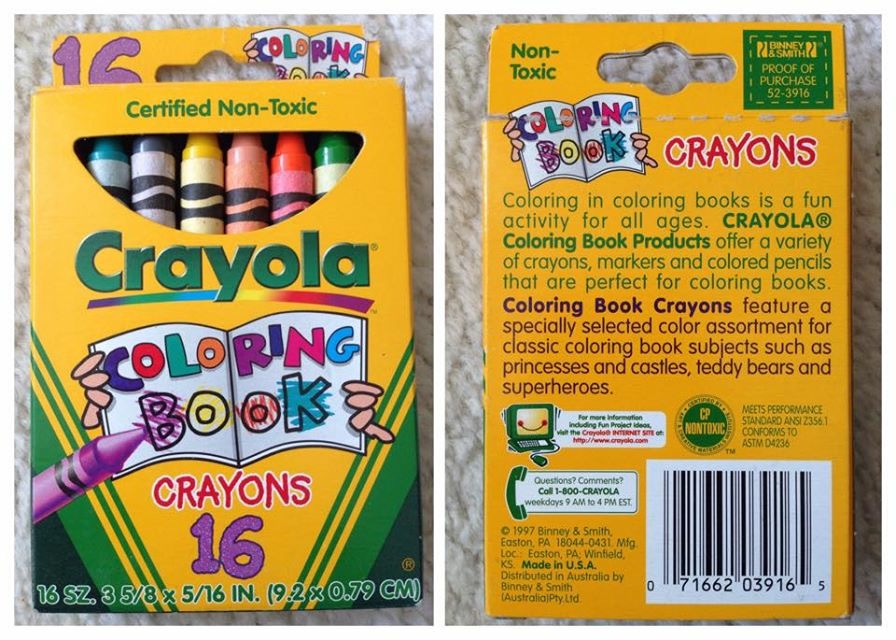 16
COLORING
BOOK
Certified Non-Toxic
Crayola®
™
COLORING
BOOK
CRAYONS
16
®
16 SZ. 3 5/8 x 5/16 IN. (9.2 x 0.79 CM)
Non-
Toxic
BINNEY
& SMITH®
PROOF OF
PURCHASE
52-3916
COLORING
BOOK
CRAYONS
Coloring in coloring books is a fun
activity for all ages. CRAYOLA®
Coloring Book Products offer a variety
of crayons, markers and colored pencils
that are perfect for coloring books.
Coloring Book Crayons feature a
specially selected color assortment for
classic coloring book subjects such as
princesses and castles, teddy bears and
superheroes.
For more information
including Fun Project Ideas,
visit the Crayola® INTERNET SITE at:
http://www.crayola.com
CERTIFIED BY
CP
NONTOXIC
™
MEETS PERFORMANCE
STANDARD ANSI Z356.1
CONFORMS TO
ASTM D4236
Questions? Comments?
Call 1-800-CRAYOLA
weekdays 9 AM to 4 PM EST.
© 1997 Binney & Smith,
Easton, PA 18044-0431. Mfg.
Loc.: Easton, PA; Winfield,
KS. Made in U.S.A.
Distributed in Australia by
Binney & Smith
(Australia)Pty.Ltd.
0 71662 03916 5